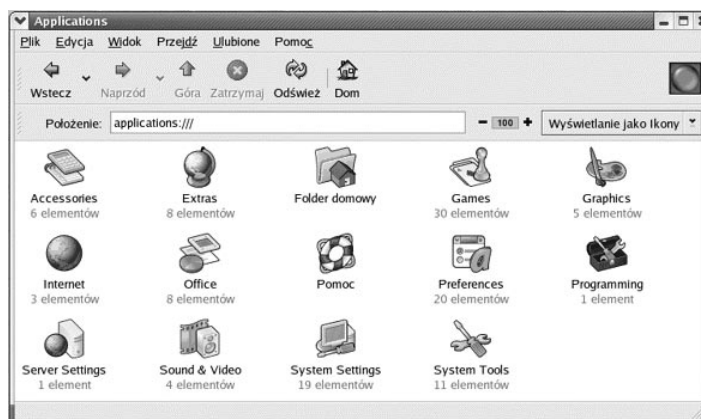 Applications
Plik Edycja Widok Przejdź Ulubione Pomoc
Wstecz Naprzód Góra Zatrzymaj Odśwież Dom
Położenie: applications:/// 100 Wyświetlanie jako Ikony
Accessories Extras Folder domowy Games Graphics
6 elementów 8 elementów 30 elementów 5 elementów
Internet Office Pomoc Preferences Programming
3 elementów 8 elementów 20 elementów 1 element
Server Settings Sound & Video System Settings System Tools
1 element 4 elementów 19 elementów 11 elementów